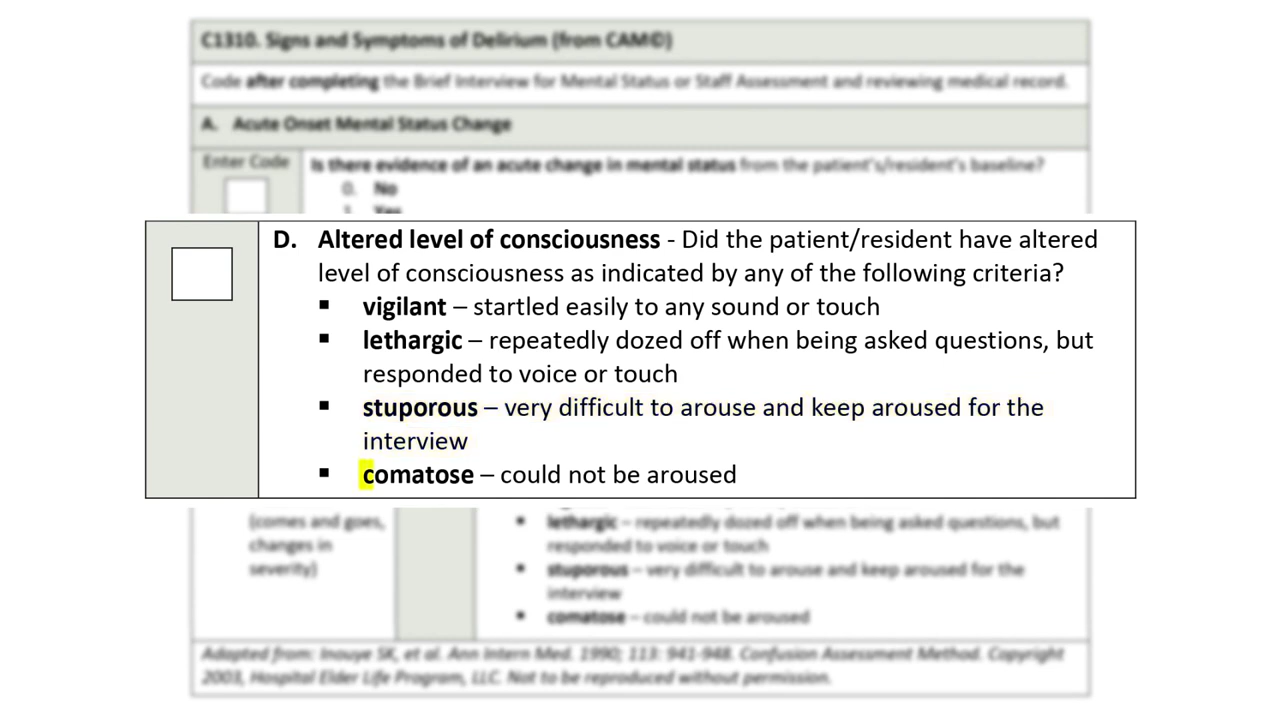 C1310. Signs and Symptoms of Delirium (from CAM©)
Code after completing the Brief Interview for Mental Status or Staff Assessment and reviewing medical record.
A. Acute Onset Mental Status Change
Enter Code
Is there evidence of an acute change in mental status from the patient's/resident's baseline?
0. No
1. Yes
D. Altered level of consciousness - Did the patient/resident have altered
level of consciousness as indicated by any of the following criteria?
▪ vigilant – startled easily to any sound or touch
▪ lethargic – repeatedly dozed off when being asked questions, but
responded to voice or touch
▪ stuporous – very difficult to arouse and keep aroused for the
interview
▪ comatose – could not be aroused
(comes and goes,
changes in
severity)
▪ lethargic – repeatedly dozed off when being asked questions, but
responded to voice or touch
▪ stuporous – very difficult to arouse and keep aroused for the
interview
▪ comatose – could not be aroused
Adapted from: Inouye SK, et al. Ann Intern Med. 1990; 113: 941-948. Confusion Assessment Method. Copyright
2003, Hospital Elder Life Program, LLC. Not to be reproduced without permission.